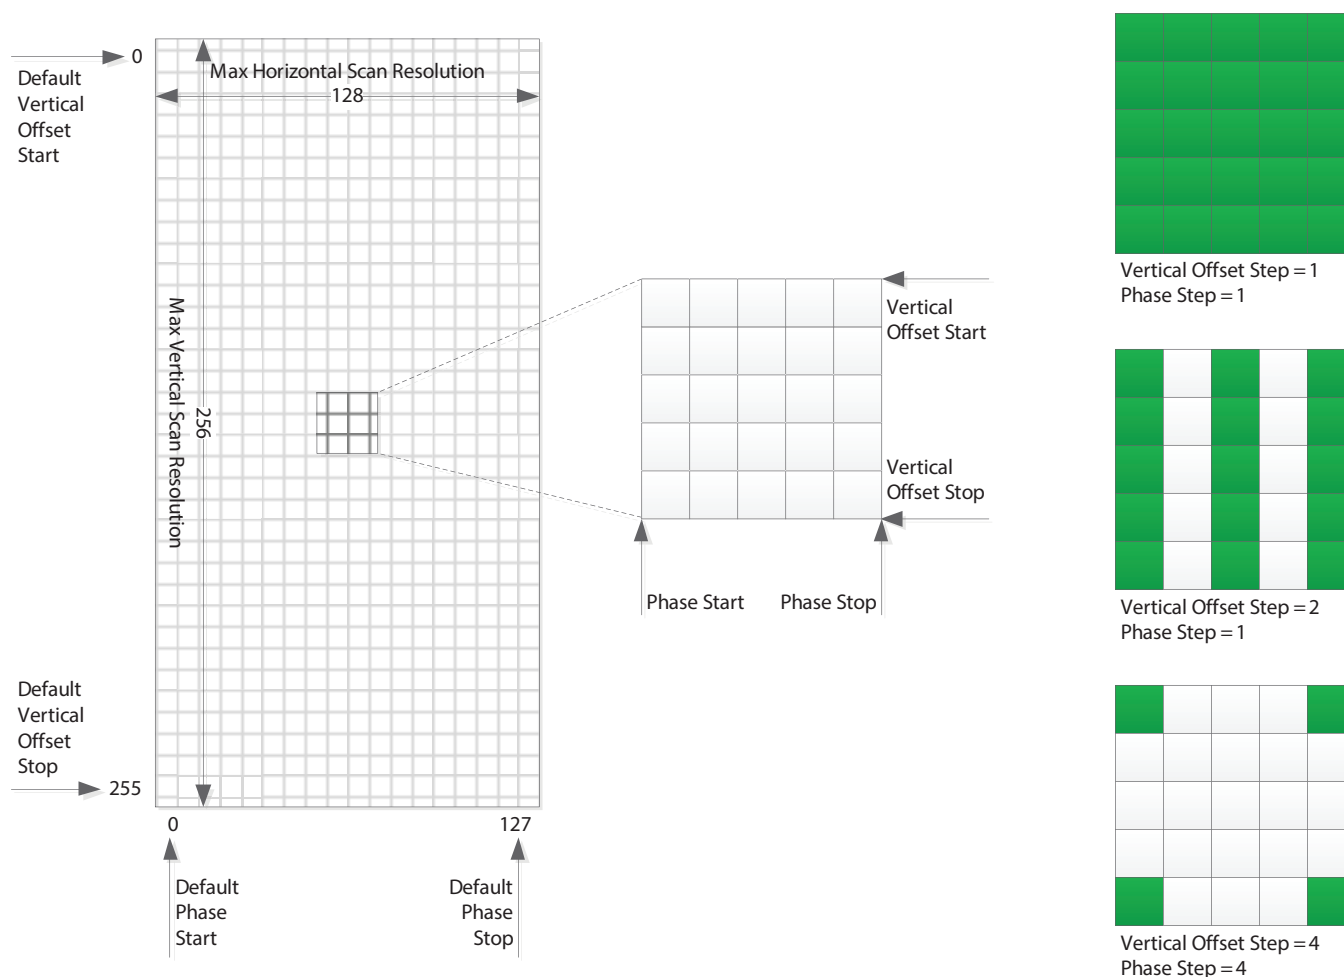 0
Default
Vertical
Offset
Start
Max Horizontal Scan Resolution
128
Max Vertical Scan Resolution
256
Default
Vertical
Offset
Stop
255
0
127
Default
Phase
Start
Default
Phase
Stop
Vertical
Offset Start
Vertical
Offset Stop
Phase Start
Phase Stop
Vertical Offset Step = 1
Phase Step = 1
Vertical Offset Step = 2
Phase Step = 1
Vertical Offset Step = 4
Phase Step = 4